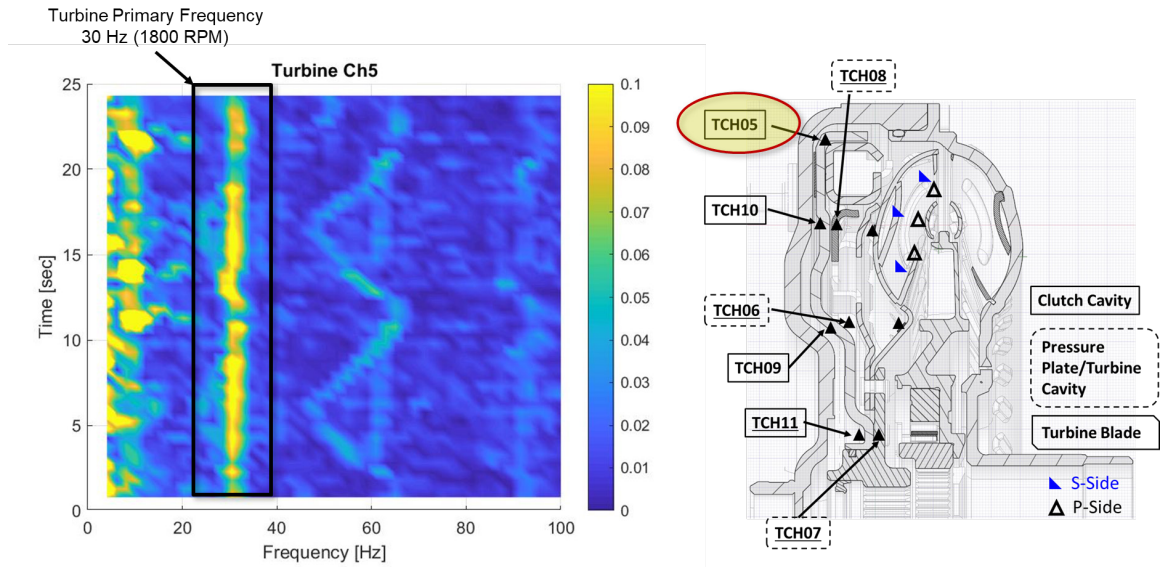 Turbine Primary Frequency
30 Hz (1800 RPM)
Turbine Ch5
Time [sec]
25
20
15
10
5
0
0
20
40
60
80
100
Frequency [Hz]
0.1
0.09
0.08
0.07
0.06
0.05
0.04
0.03
0.02
0.01
0
TCH08
TCH05
TCH10
TCH06
TCH09
TCH11
TCH07
Clutch Cavity
Pressure
Plate/Turbine
Cavity
Turbine Blade
S-Side
P-Side